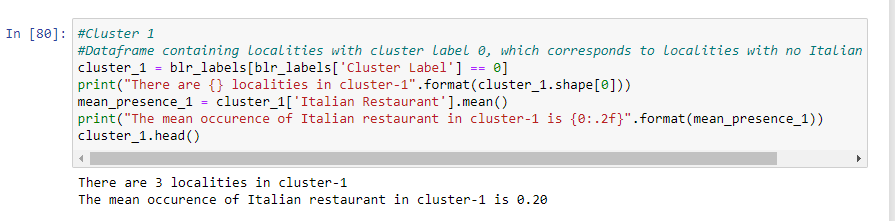 In [80]: #Cluster 1
#Dataframe containing localities with cluster label 0, which corresponds to localities with no Italian
cluster_1 = blr_labels[blr_labels['Cluster Label'] == 0]
print("There are {} localities in cluster-1".format(cluster_1.shape[0]))
mean_presence_1 = cluster_1['Italian Restaurant'].mean()
print("The mean occurence of Italian restaurant in cluster-1 is {0:.2f}".format(mean_presence_1))
cluster_1.head()
There are 3 localities in cluster-1
The mean occurence of Italian restaurant in cluster-1 is 0.20